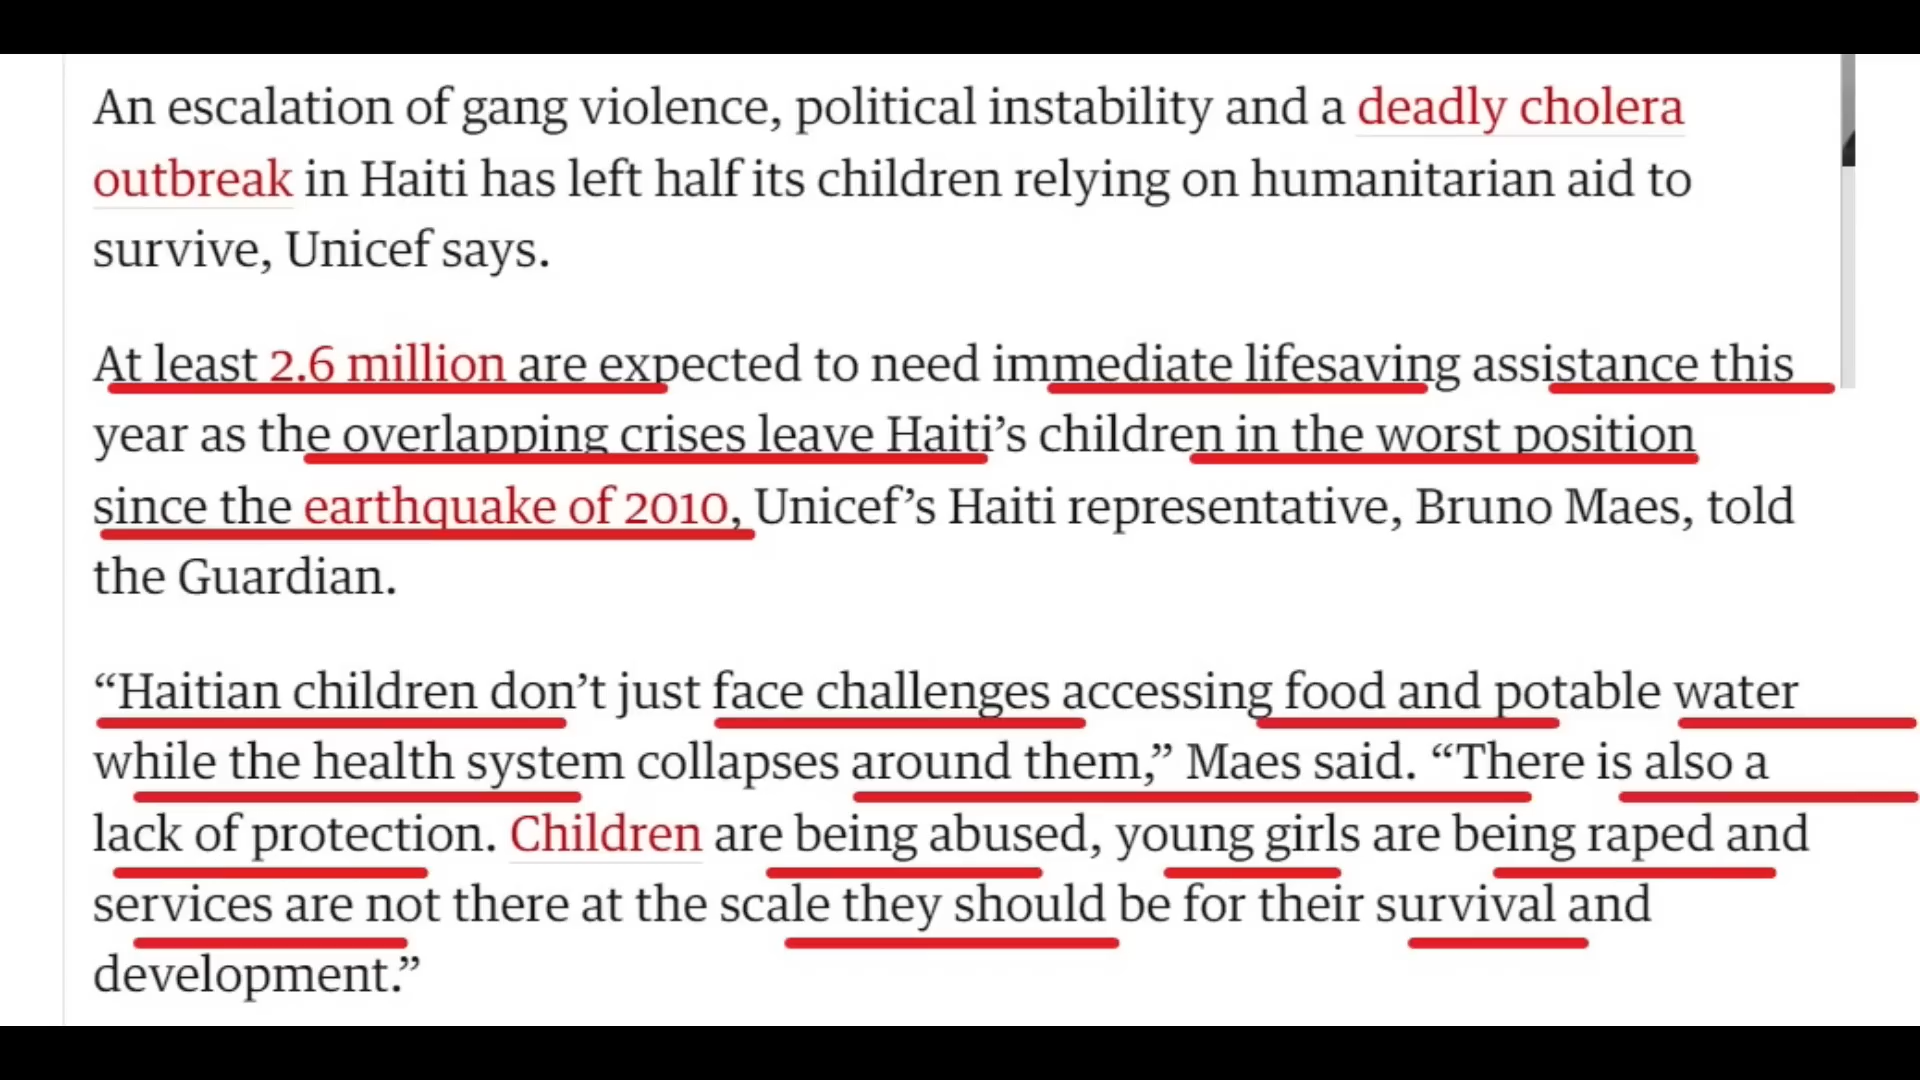 An escalation of gang violence, political instability and a deadly cholera
outbreak in Haiti has left half its children relying on humanitarian aid to
survive, Unicef says.
At least 2.6 million are expected to need immediate lifesaving assistance this
year as the overlapping crises leave Haiti’s children in the worst position
since the earthquake of 2010, Unicef’s Haiti representative, Bruno Maes, told
the Guardian.
“Haitian children don’t just face challenges accessing food and potable water
while the health system collapses around them,” Maes said. “There is also a
lack of protection. Children are being abused, young girls are being raped and
services are not there at the scale they should be for their survival and
development.”